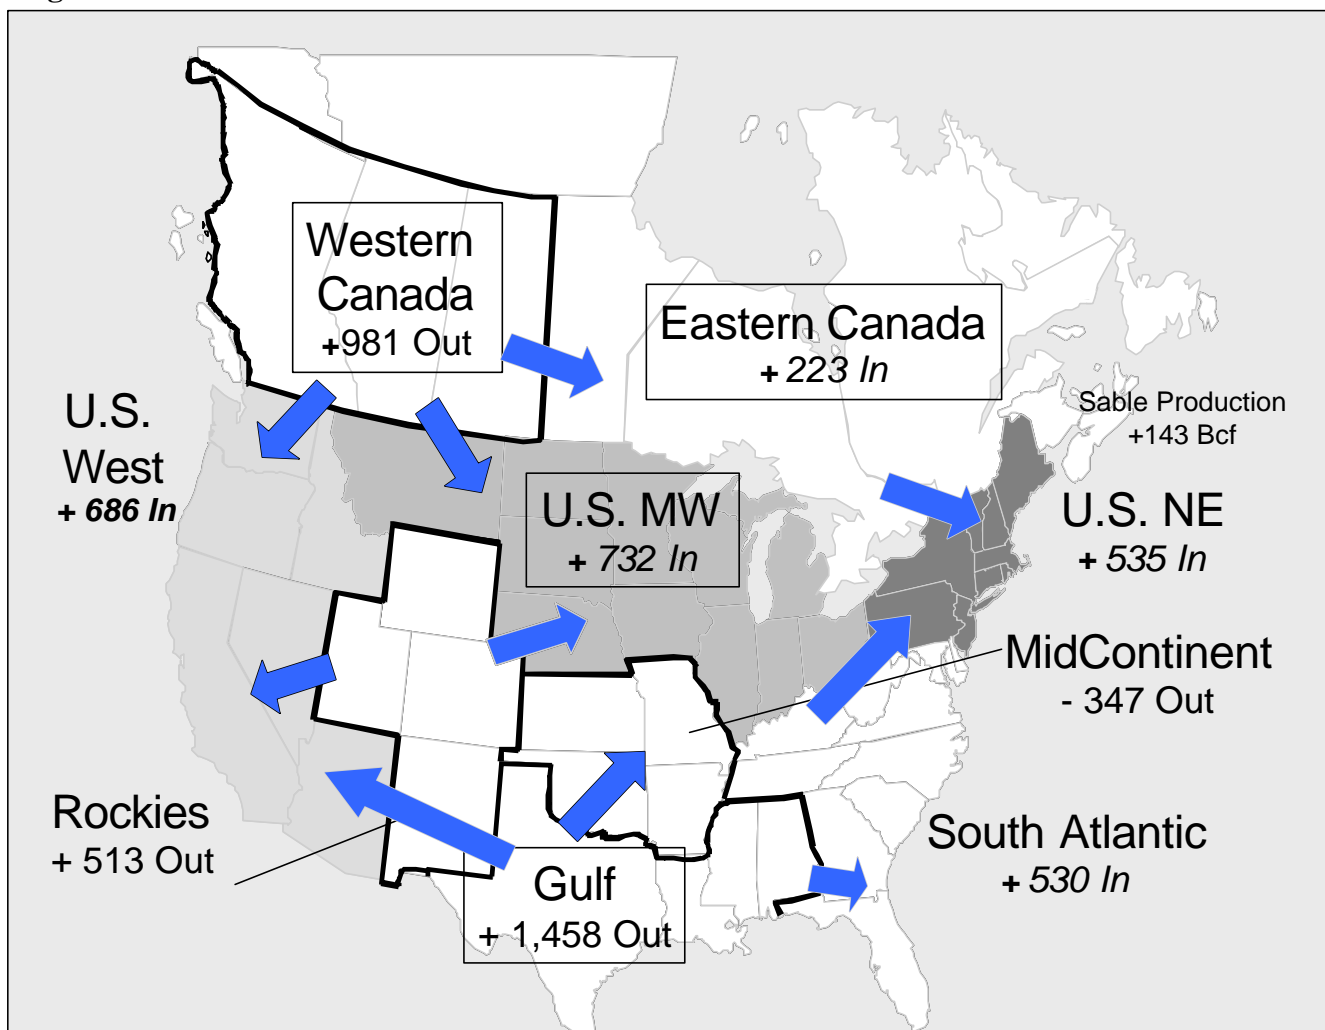 Western
Canada
+981 Out
Eastern Canada
+ 223 In
Sable Production
+143 Bcf
U.S.
West
+ 686 In
U.S. MW
+ 732 In
U.S. NE
+ 535 In
MidContinent
- 347 Out
Rockies
+ 513 Out
Gulf
+ 1,458 Out
South Atlantic
+ 530 In